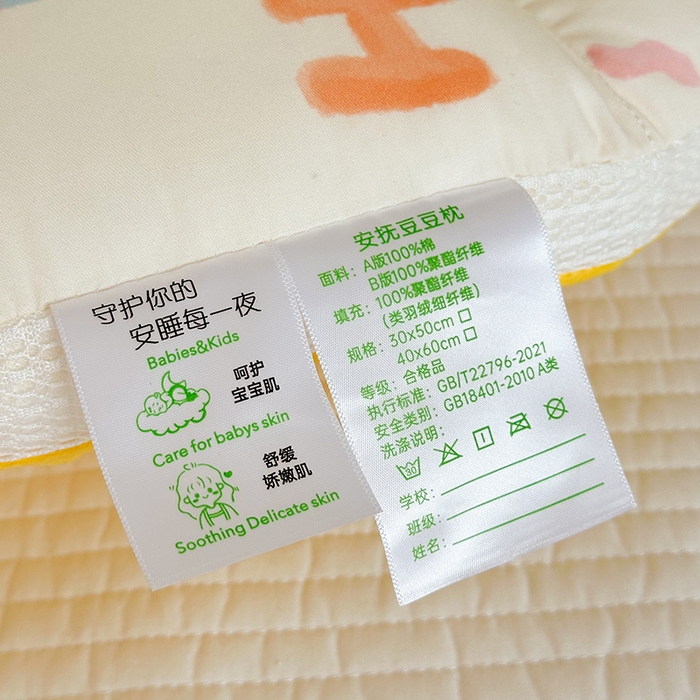 守护你的
安睡每一夜
Babies&Kids
呵护
宝宝肌
Care for babys skin
舒缓
娇嫩肌
Soothing Delicate skin
安抚豆豆枕
面料：A版100%棉
B版100%聚酯纤维
填充：100%聚酯纤维
(类羽绒细纤维)
规格：30x50cm □
40x60cm □
等级：合格品
执行标准：GB/T22796-2021
安全类别：GB18401-2010 A类
洗涤说明：
30
学校：
班级：
姓名：